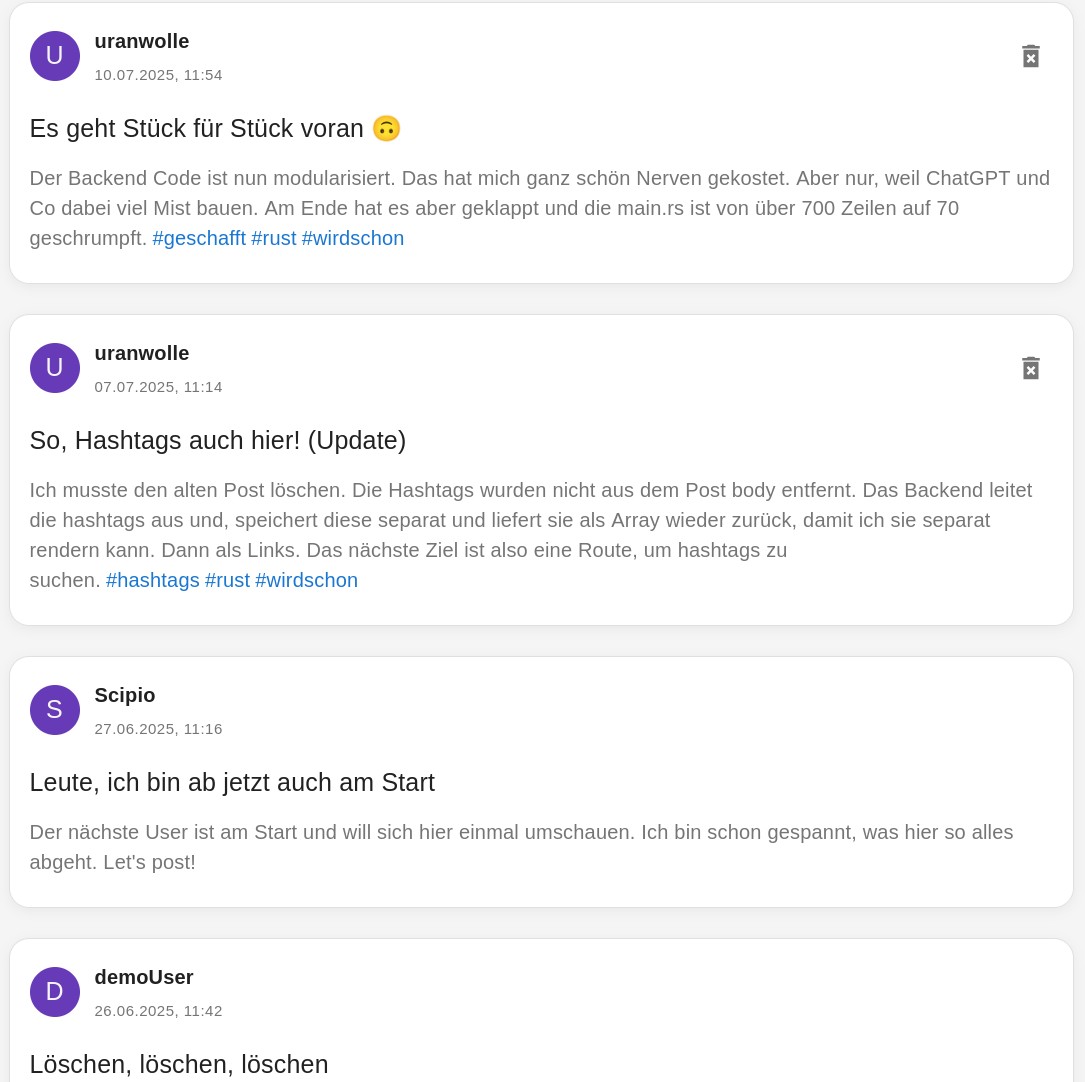 U
uranwolle
10.07.2025, 11:54
Es geht Stück für Stück voran 🙃
Der Backend Code ist nun modularisiert. Das hat mich ganz schön Nerven gekostet. Aber nur, weil ChatGPT und
Co dabei viel Mist bauen. Am Ende hat es aber geklappt und die main.rs ist von über 700 Zeilen auf 70
geschrumpft. #geschafft #rust #wirdschon
U
uranwolle
07.07.2025, 11:14
So, Hashtags auch hier! (Update)
Ich musste den alten Post löschen. Die Hashtags wurden nicht aus dem Post body entfernt. Das Backend leitet
die hashtags aus und, speichert diese separat und liefert sie als Array wieder zurück, damit ich sie separat
rendern kann. Dann als Links. Das nächste Ziel ist also eine Route, um hashtags zu
suchen. #hashtags #rust #wirdschon
S
Scipio
27.06.2025, 11:16
Leute, ich bin ab jetzt auch am Start
Der nächste User ist am Start und will sich hier einmal umschauen. Ich bin schon gespannt, was hier so alles
abgeht. Let's post!
D
demoUser
26.06.2025, 11:42
Löschen, löschen, löschen